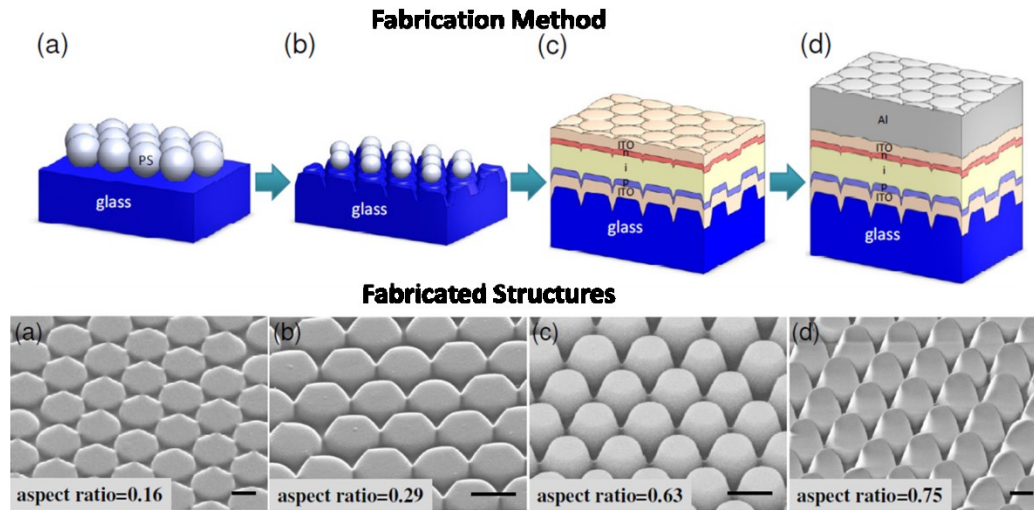 Fabrication Method
(a)
(b)
(c)
(d)
PS
glass
glass
ITO
n
i
p
ITO
glass
Al
ITO
n
i
p
ITO
glass
Fabricated Structures
(a)
(b)
(c)
(d)
aspect ratio=0.16
aspect ratio=0.29
aspect ratio=0.63
aspect ratio=0.75